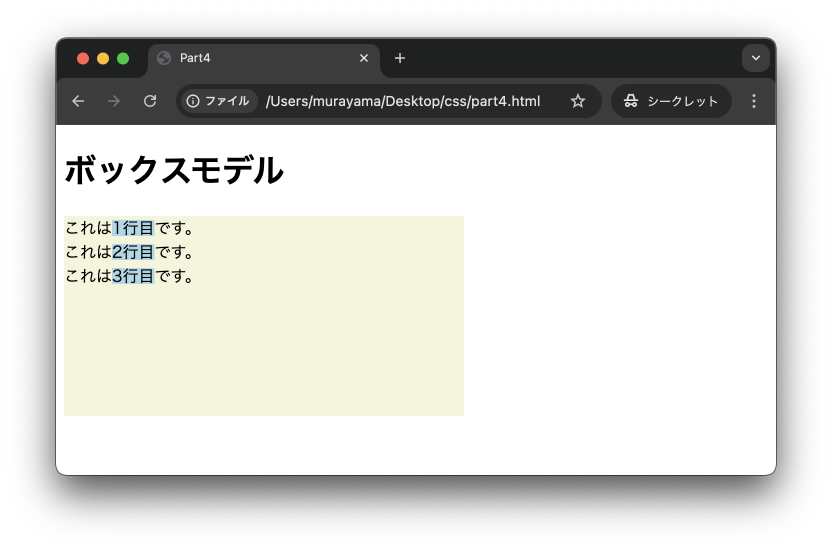 Part4
ファイル /Users/murayama/Desktop/css/part4.html シークレット
ボックスモデル
これは1行目です。
これは2行目です。
これは3行目です。